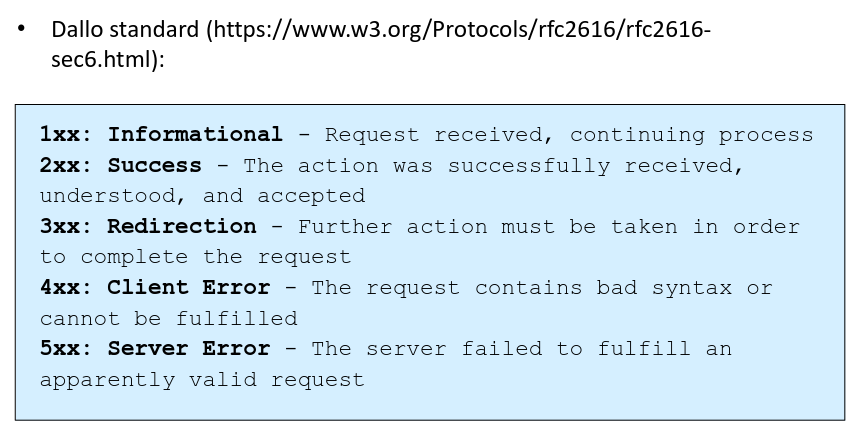 • Dallo standard (https://www.w3.org/Protocols/rfc2616/rfc2616-
sec6.html):
1xx: Informational - Request received, continuing process
2xx: Success - The action was successfully received,
understood, and accepted
3xx: Redirection - Further action must be taken in order
to complete the request
4xx: Client Error - The request contains bad syntax or
cannot be fulfilled
5xx: Server Error - The server failed to fulfill an
apparently valid request